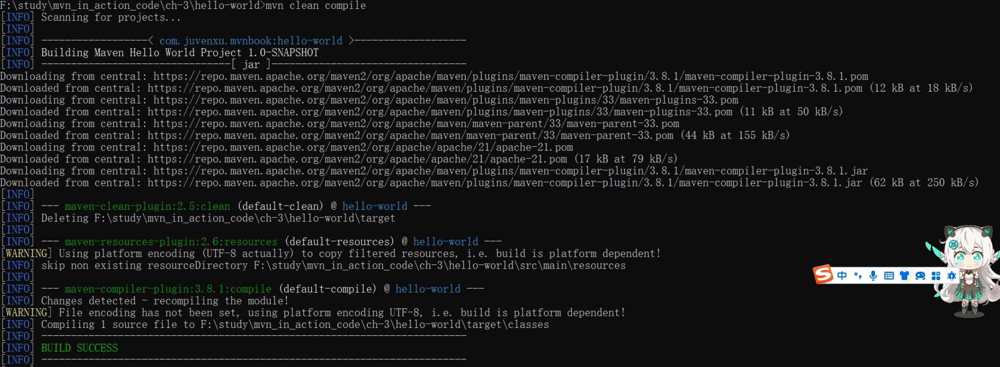 F:\study\mvn_in_action_code\ch-3\hello-world>mvn clean compile
[INFO] Scanning for projects...
[INFO]
[INFO] ------------------< com.juvenxu.mvnbook:hello-world >-------------------
[INFO] Building Maven Hello World Project 1.0-SNAPSHOT
[INFO] --------------------------------[ jar ]---------------------------------
Downloading from central: https://repo.maven.apache.org/maven2/org/apache/maven/plugins/maven-compiler-plugin/3.8.1/maven-compiler-plugin-3.8.1.pom
Downloaded from central: https://repo.maven.apache.org/maven2/org/apache/maven/plugins/maven-compiler-plugin/3.8.1/maven-compiler-plugin-3.8.1.pom (12 kB at 18 kB/s)
Downloading from central: https://repo.maven.apache.org/maven2/org/apache/maven/plugins/maven-plugins/33/maven-plugins-33.pom
Downloaded from central: https://repo.maven.apache.org/maven2/org/apache/maven/plugins/maven-plugins/33/maven-plugins-33.pom (11 kB at 50 kB/s)
Downloading from central: https://repo.maven.apache.org/maven2/org/apache/maven/maven-parent/33/maven-parent-33.pom
Downloaded from central: https://repo.maven.apache.org/maven2/org/apache/maven/maven-parent/33/maven-parent-33.pom (44 kB at 155 kB/s)
Downloading from central: https://repo.maven.apache.org/maven2/org/apache/apache/21/apache-21.pom
Downloaded from central: https://repo.maven.apache.org/maven2/org/apache/apache/21/apache-21.pom (17 kB at 79 kB/s)
Downloading from central: https://repo.maven.apache.org/maven2/org/apache/maven/plugins/maven-compiler-plugin/3.8.1/maven-compiler-plugin-3.8.1.jar
Downloaded from central: https://repo.maven.apache.org/maven2/org/apache/maven/plugins/maven-compiler-plugin/3.8.1/maven-compiler-plugin-3.8.1.jar (62 kB at 250 kB/s)
[INFO]
[INFO] --- maven-clean-plugin:2.5:clean (default-clean) @ hello-world ---
[INFO] Deleting F:\study\mvn_in_action_code\ch-3\hello-world\target
[INFO]
[INFO] --- maven-resources-plugin:2.6:resources (default-resources) @ hello-world ---
[WARNING] Using platform encoding (UTF-8 actually) to copy filtered resources, i.e. build is platform dependent!
[INFO] skip non existing resourceDirectory F:\study\mvn_in_action_code\ch-3\hello-world\src\main\resources
[INFO]
[INFO] --- maven-compiler-plugin:3.8.1:compile (default-compile) @ hello-world ---
[INFO] Changes detected - recompiling the module!
[WARNING] File encoding has not been set, using platform encoding UTF-8, i.e. build is platform dependent!
[INFO] Compiling 1 source file to F:\study\mvn_in_action_code\ch-3\hello-world\target\classes
[INFO] ------------------------------------------------------------------------
[INFO] BUILD SUCCESS
[INFO] ------------------------------------------------------------------------
S 中 °,